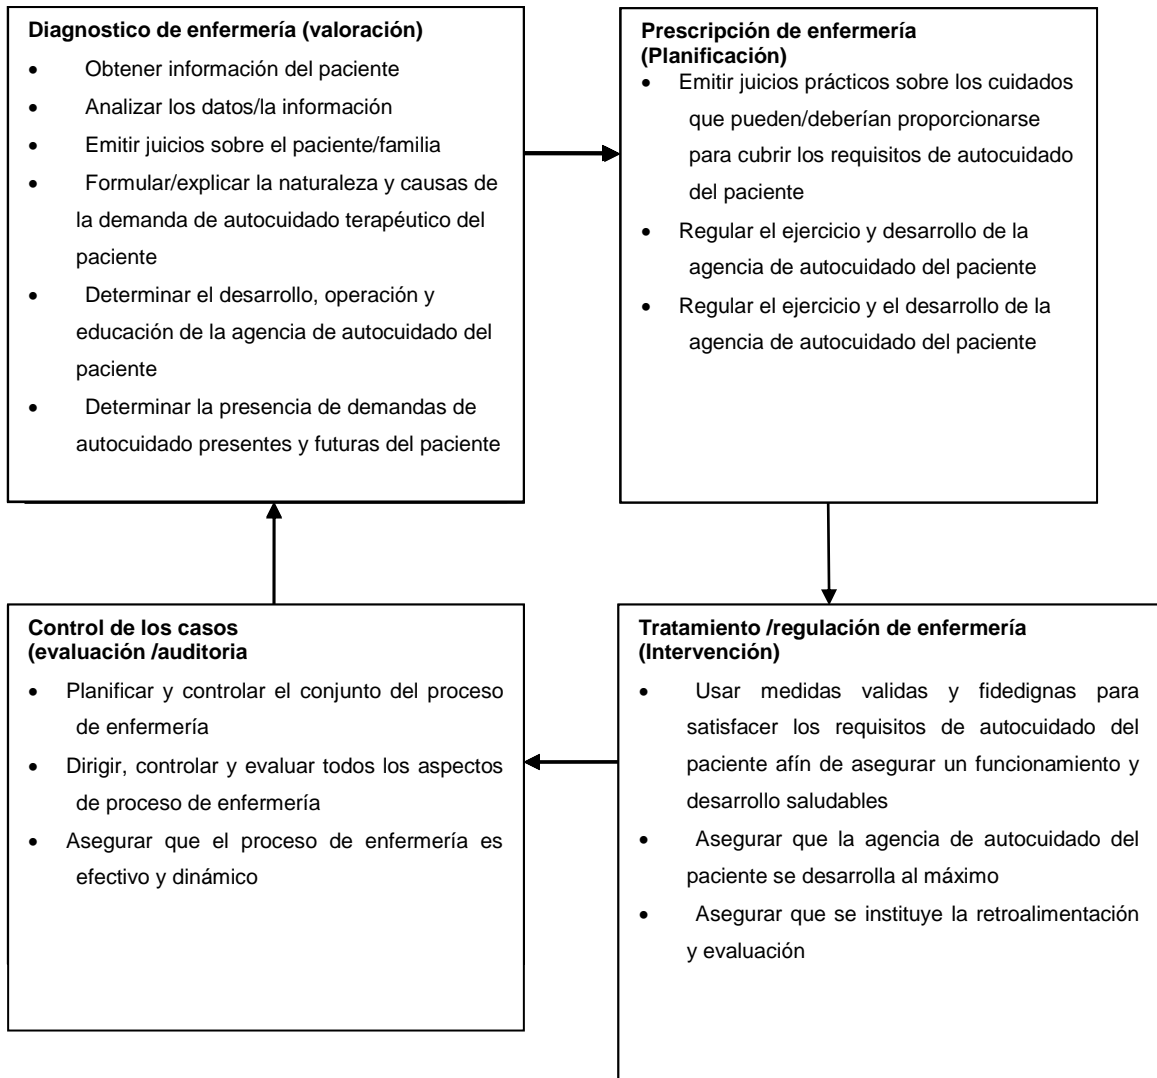 Diagnostico de enfermería (valoración)
• Obtener información del paciente
• Analizar los datos/la información
• Emitir juicios sobre el paciente/familia
• Formular/explicar la naturaleza y causas de
la demanda de autocuidado terapéutico del
paciente
• Determinar el desarrollo, operación y
educación de la agencia de autocuidado del
paciente
• Determinar la presencia de demandas de
autocuidado presentes y futuras del paciente
Prescripción de enfermería
(Planificación)
• Emitir juicios prácticos sobre los cuidados
que pueden/deberían proporcionarse
para cubrir los requisitos de autocuidado
del paciente
• Regular el ejercicio y desarrollo de la
agencia de autocuidado del paciente
• Regular el ejercicio y el desarrollo de la
agencia de autocuidado del paciente
Control de los casos
(evaluación /auditoria
• Planificar y controlar el conjunto del proceso
de enfermería
• Dirigir, controlar y evaluar todos los aspectos
de proceso de enfermería
• Asegurar que el proceso de enfermería es
efectivo y dinámico
Tratamiento /regulación de enfermería
(Intervención)
• Usar medidas validas y fidedignas para
satisfacer los requisitos de autocuidado del
paciente afín de asegurar un funcionamiento y
desarrollo saludables
• Asegurar que la agencia de autocuidado del
paciente se desarrolla al máximo
• Asegurar que se instituye la retroalimentación
y evaluación